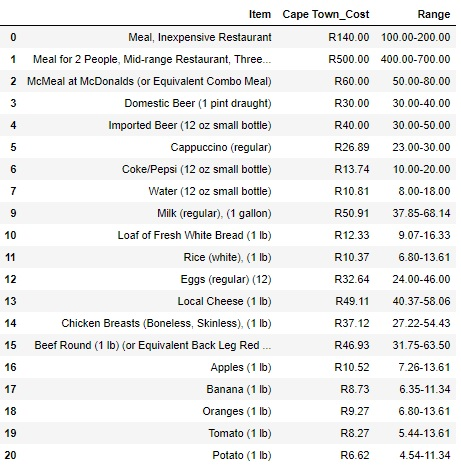 Item Cape Town_Cost Range
0 Meal, Inexpensive Restaurant R140.00 100.00-200.00
1 Meal for 2 People, Mid-range Restaurant, Three... R500.00 400.00-700.00
2 McMeal at McDonalds (or Equivalent Combo Meal) R60.00 50.00-80.00
3 Domestic Beer (1 pint draught) R30.00 30.00-40.00
4 Imported Beer (12 oz small bottle) R40.00 30.00-50.00
5 Cappuccino (regular) R26.89 23.00-30.00
6 Coke/Pepsi (12 oz small bottle) R13.74 10.00-20.00
7 Water (12 oz small bottle) R10.81 8.00-18.00
9 Milk (regular), (1 gallon) R50.91 37.85-68.14
10 Loaf of Fresh White Bread (1 lb) R12.33 9.07-16.33
11 Rice (white), (1 lb) R10.37 6.80-13.61
12 Eggs (regular) (12) R32.64 24.00-46.00
13 Local Cheese (1 lb) R49.11 40.37-58.06
14 Chicken Breasts (Boneless, Skinless), (1 lb) R37.12 27.22-54.43
15 Beef Round (1 lb) (or Equivalent Back Leg Red ... R46.93 31.75-63.50
16 Apples (1 lb) R10.52 7.26-13.61
17 Banana (1 lb) R8.73 6.35-11.34
18 Oranges (1 lb) R9.27 6.80-13.61
19 Tomato (1 lb) R8.27 5.44-13.61
20 Potato (1 lb) R6.62 4.54-11.34